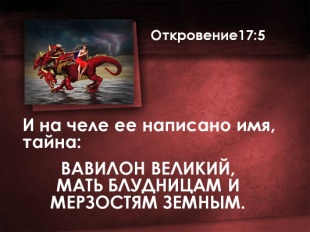 Откровение17:5
И на челе ее написано имя,
тайна:
ВАВИЛОН ВЕЛИКИЙ,
МАТЬ БЛУДНИЦАМ И
МЕРЗОСТЯМ ЗЕМНЫМ.